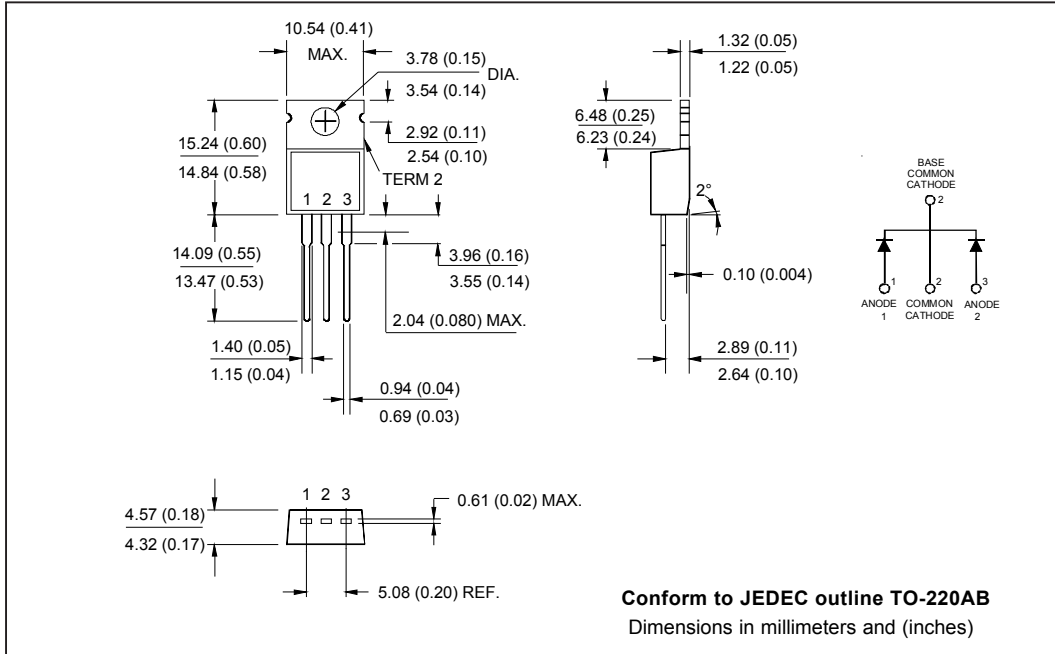 10.54 (0.41)
MAX.
3.78 (0.15)
3.54 (0.14)
DIA.
2.92 (0.11)
2.54 (0.10)
15.24 (0.60)
14.84 (0.58)
TERM 2
1 2 3
14.09 (0.55)
13.47 (0.53)
3.96 (0.16)
3.55 (0.14)
2.04 (0.080) MAX.
1.40 (0.05)
1.15 (0.04)
0.94 (0.04)
0.69 (0.03)
1.32 (0.05)
1.22 (0.05)
6.48 (0.25)
6.23 (0.24)
2°
0.10 (0.004)
2.89 (0.11)
2.64 (0.10)
BASE
COMMON
CATHODE
2
1
2
3
ANODE
1
COMMON
CATHODE
ANODE
2
1 2 3
4.57 (0.18)
4.32 (0.17)
0.61 (0.02) MAX.
5.08 (0.20) REF.
Conform to JEDEC outline TO-220AB
Dimensions in millimeters and (inches)